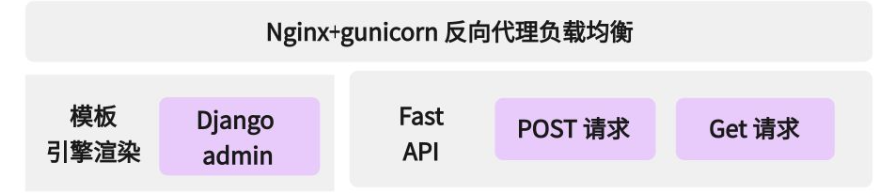 Nginx+gunicorn 反向代理负载均衡
模板
引擎渲染
Django
admin
Fast
API
POST 请求
Get 请求